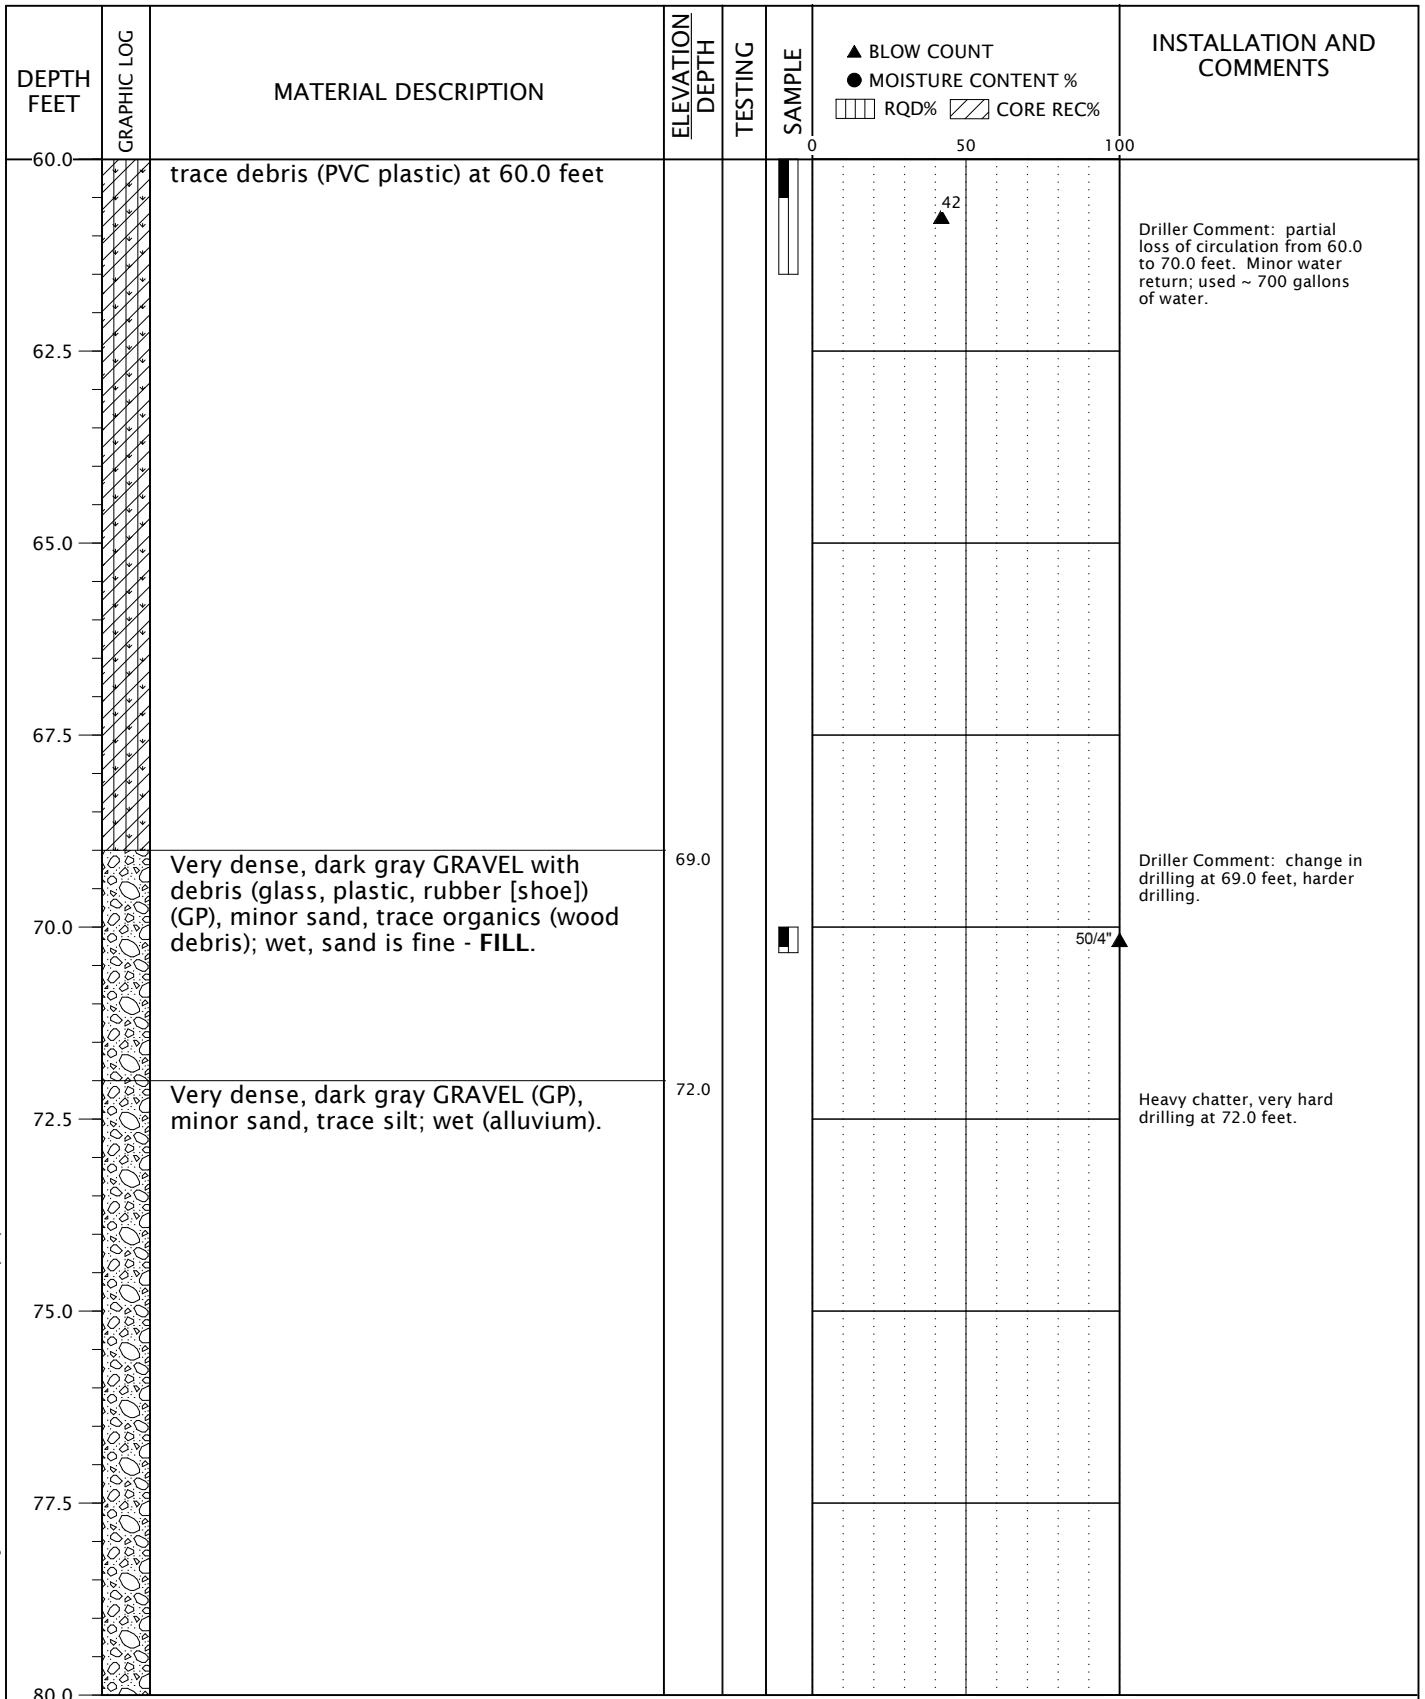 DEPTH
FEET
GRAPHIC LOG
MATERIAL DESCRIPTION
ELEVATION
DEPTH
TESTING
SAMPLE
▲ BLOW COUNT
● MOISTURE CONTENT %
RQD% CORE REC%
0 50 100
INSTALLATION AND
COMMENTS
60.0
trace debris (PVC plastic) at 60.0 feet
42
Driller Comment: partial
loss of circulation from 60.0
to 70.0 feet. Minor water
return; used ~ 700 gallons
of water.
62.5
65.0
67.5
Very dense, dark gray GRAVEL with
debris (glass, plastic, rubber [shoe])
(GP), minor sand, trace organics (wood
debris); wet, sand is fine - FILL.
69.0
Driller Comment: change in
drilling at 69.0 feet, harder
drilling.
70.0
50/4"
Very dense, dark gray GRAVEL (GP),
minor sand, trace silt; wet (alluvium).
72.0
Heavy chatter, very hard
drilling at 72.0 feet.
72.5
75.0
77.5
80.0